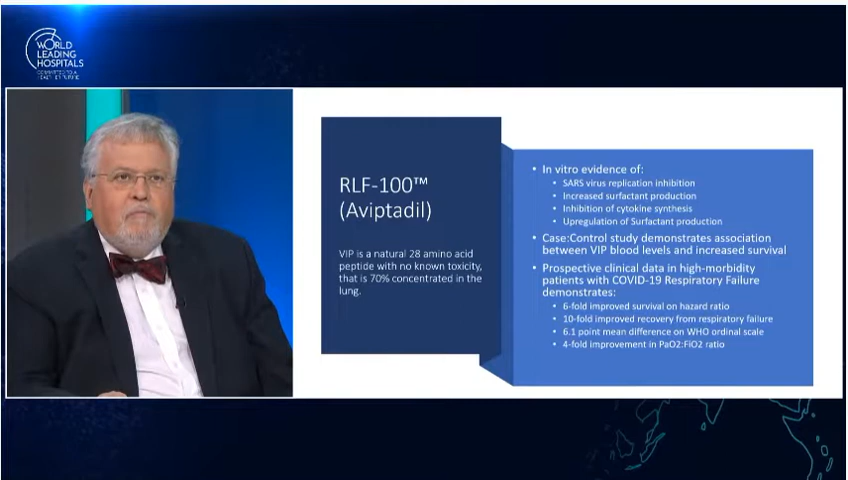 WORLD
LEADING
HOSPITALS
RLF-100™
(Aviptadil)
VIP is a natural 28 amino acid
peptide with no known toxicity,
that is 70% concentrated in the
lung.
• In vitro evidence of:
• SARS virus replication inhibition
• Increased surfactant production
• Inhibition of cytokine synthesis
• Upregulation of Surfactant production
• Case:Control study demonstrates association
between VIP blood levels and increased survival
• Prospective clinical data in high-morbidity
patients with COVID-19 Respiratory Failure
demonstrates:
• 6-fold improved survival on hazard ratio
• 10-fold improved recovery from respiratory failure
• 6.1 point mean difference on WHO ordinal scale
• 4-fold improvement in PaO2:FiO2 ratio